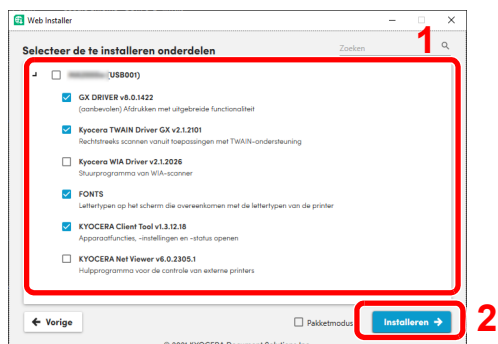 Web Installer
1
Selecteer de te installeren onderdelen
Zoeken
(USB001)
GX DRIVER v8.0.1422
(aanbevolen) Afdrukken met uitgebreide functionaliteit
Kyocera TWAIN Driver GX v2.1.2101
Rechtstreeks scannen vanuit toepassingen met TWAIN-ondersteuning
Kyocera WIA Driver v2.1.2026
Stuurprogramma van WIA-scanner
FONTS
Lettertypen op het scherm die overeenkomen met de lettertypen van de printer
KYOCERA Client Tool v1.3.12.18
Apparaatfuncties, -instellingen en -status openen
KYOCERA Net Viewer v6.0.2305.1
Hulpprogramma voor de controle van externe printers
Vorige
Pakketmodus
Installeren
2